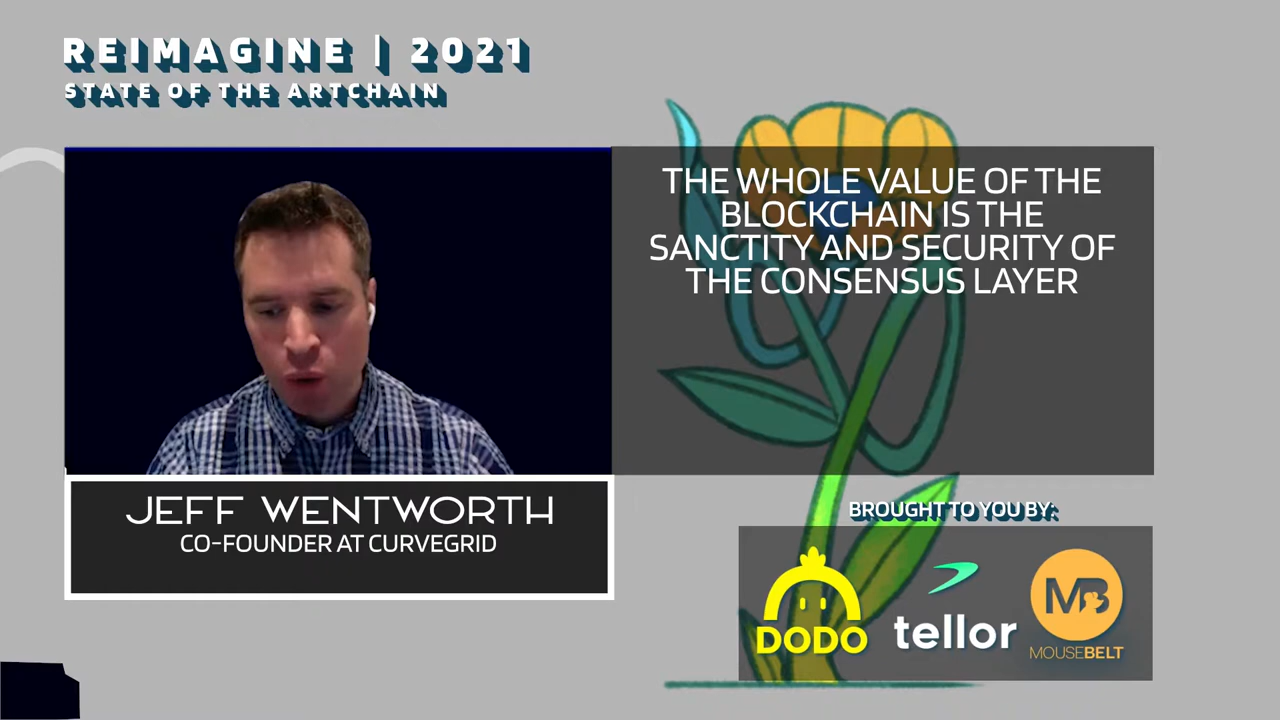 REIMAGINE | 2021
STATE OF THE ARTCHAIN
THE WHOLE VALUE OF THE
BLOCKCHAIN IS THE
SANCTITY AND SECURITY OF
THE CONSENSUS LAYER
JEFF WENTWORTH
CO-FOUNDER AT CURVEGRID
BROUGHT TO YOU BY:
DODO
tellor
MB
MOUSEBELT